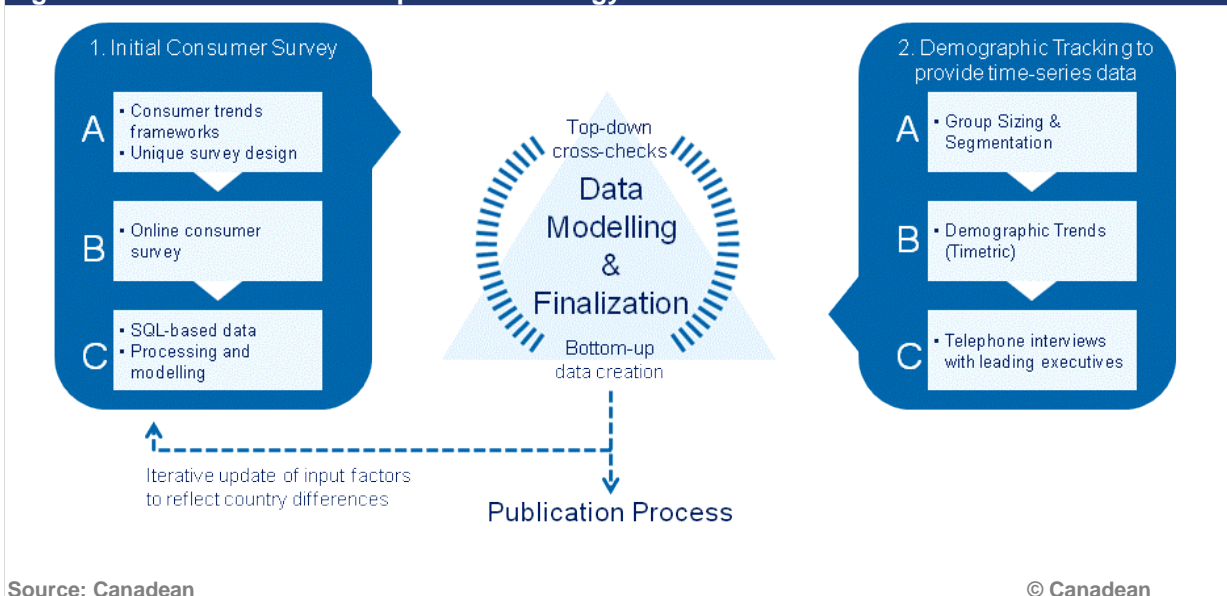 1. Initial Consumer Survey
A
▪ Consumer trends
frameworks
▪ Unique survey design
B
▪ Online consumer
survey
C
▪ SQL-based data
▪ Processing and
modelling
Top-down
cross-checks
Data
Modelling
&
Finalization
Bottom-up
data creation
2. Demographic Tracking to
provide time-series data
A
▪ Group Sizing &
Segmentation
B
▪ Demographic Trends
(Timetric)
C
▪ Telephone interviews
with leading executives
Iterative update of input factors
to reflect country differences
Publication Process
Source: Canadean
© Canadean